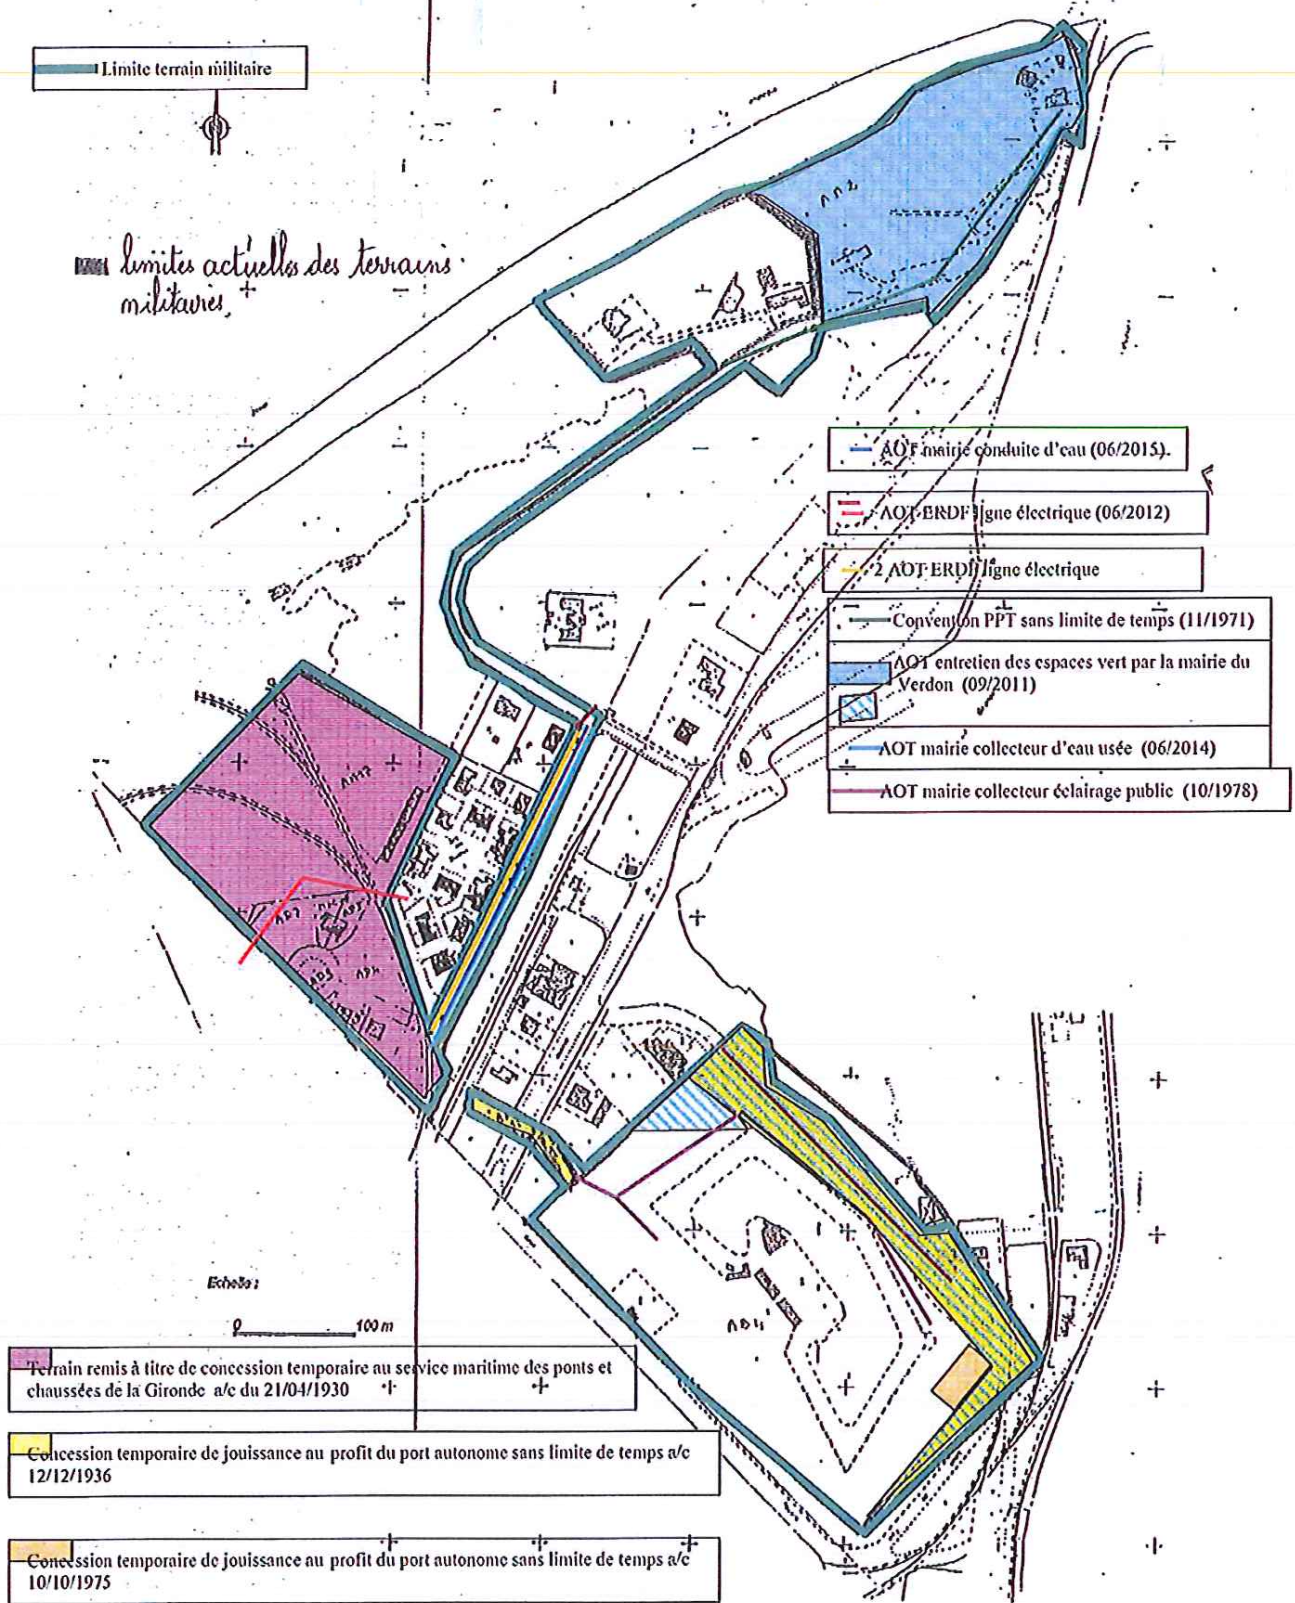 Limite terrain militaire
limites actuelles des terrains
militaires
AOT mairie conduite d'eau (06/2015).
AOT ERDF ligne électrique (06/2012)
2 AOT ERDF ligne électrique
Convention PPT sans limite de temps (11/1971)
AOT entretien des espaces vert par la mairie du
Verdon (09/2011)
AOT mairie collecteur d'eau usée (06/2014)
AOT mairie collecteur éclairage public (10/1978)
Echelle :
0 100 m
Terrain remis à titre de concession temporaire au service maritime des ponts et
chaussées de la Gironde a/c du 21/04/1930
Concession temporaire de jouissance au profit du port autonome sans limite de temps a/c
12/12/1936
Concession temporaire de jouissance au profit du port autonome sans limite de temps a/c
10/10/1975